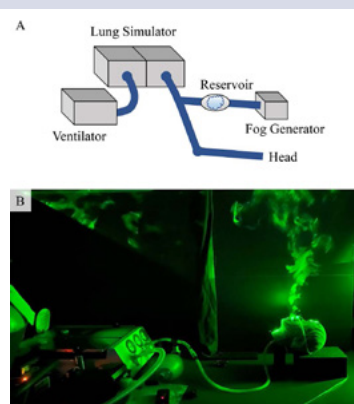 A
Lung Simulator
Reservoir
Ventilator
Fog Generator
Head
B